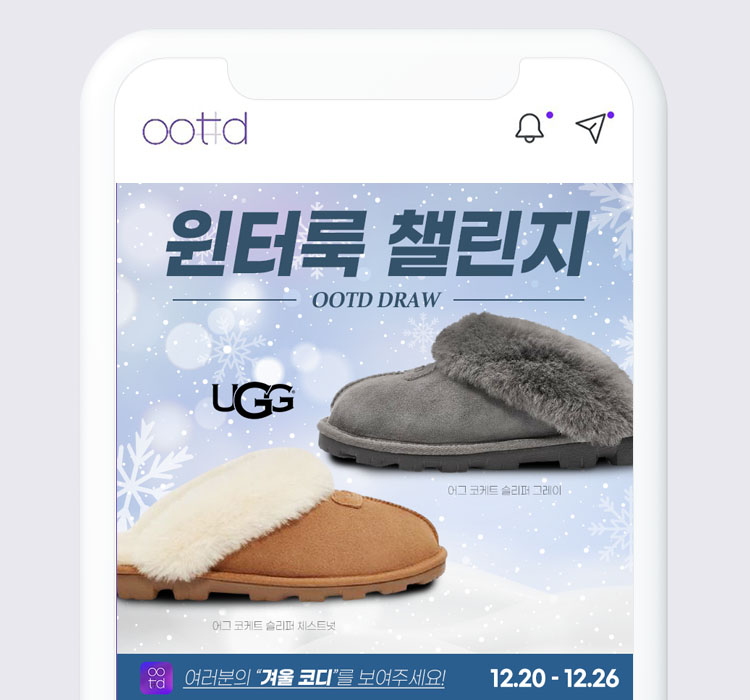 ootd
윈터룩 챌린지
OOTD DRAW
UGG®
어그 코케트 슬리퍼 그레이
어그 코케트 슬리퍼 체스트넛
oo
td
여러분의 “겨울 코디”를 보여주세요!
12.20 - 12.26